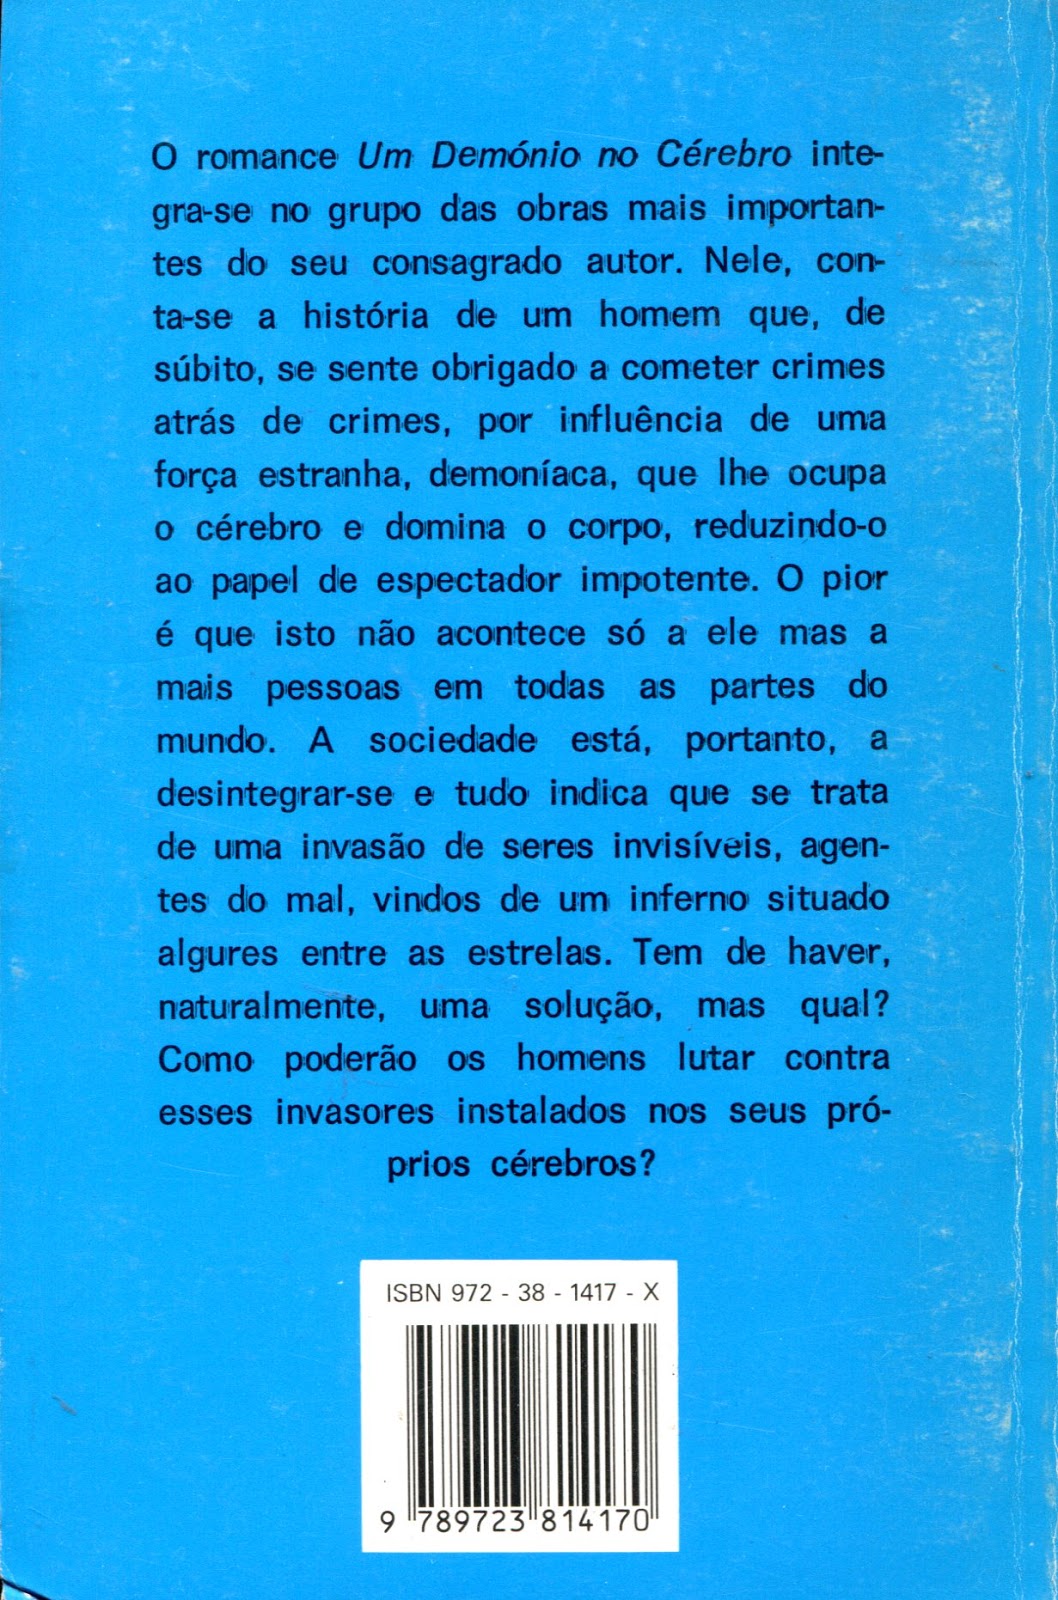 O romance Um Demónio no Cérebro inte-
gra-se no grupo das obras mais importan-
tes do seu consagrado autor. Nele, con-
ta-se a história de um homem que, de
súbito, se sente obrigado a cometer crimes
atrás de crimes, por influência de uma
força estranha, demoníaca, que lhe ocupa
o cérebro e domina o corpo, reduzindo-o
ao papel de espectador impotente. O pior
é que isto não acontece só a ele mas a
mais pessoas em todas as partes do
mundo. A sociedade está, portanto, a
desintegrar-se e tudo indica que se trata
de uma invasão de seres invisíveis, agen-
tes do mal, vindos de um inferno situado
algures entre as estrelas. Tem de haver,
naturalmente, uma solução, mas qual?
Como poderão os homens lutar contra
esses invasores instalados nos seus pró-
prios cérebros?
ISBN 972 - 38 - 1417 - X
9 789723 814170